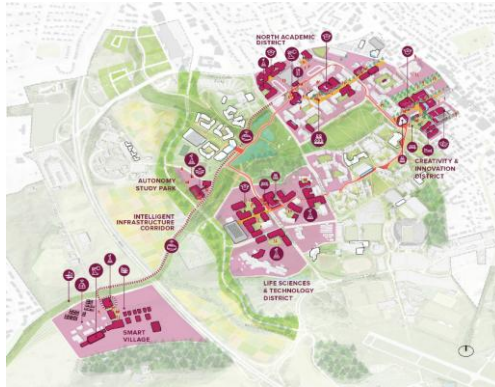 NORTH ACADEMIC
DISTRICT
CREATIVITY &
INNOVATION
DISTRICT
AUTONOMY
STUDY PARK
INTELLIGENT
INFRASTRUCTURE
CORRIDOR
LIFE SCIENCES
& TECHNOLOGY
DISTRICT
SMART
VILLAGE